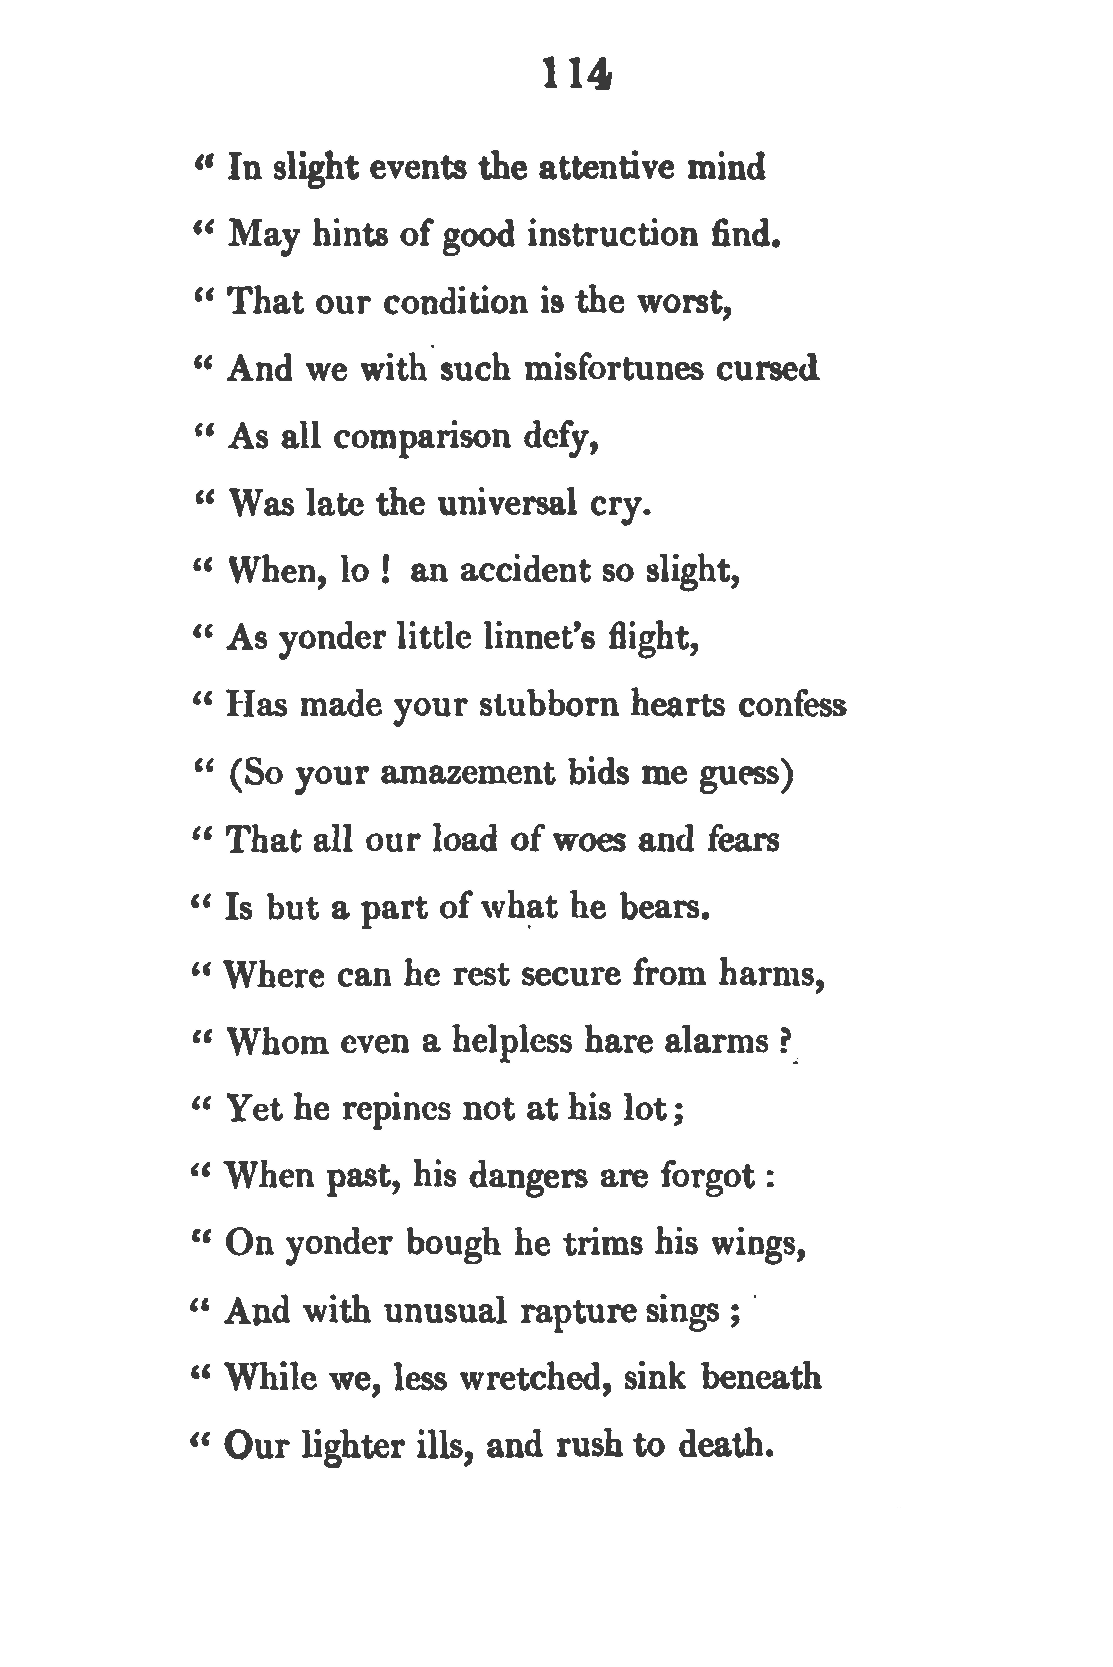 114
“ In slight events the attentive mind
“ May hints of good instruction find.
“ That our condition is the worst,
“ And we with such misfortunes cursed
“ As all comparison defy,
“ Was late the universal cry.
“ When, lo ! an accident so slight,
“ As yonder little linnet’s flight,
“ Has made your stubborn hearts confess
“ (So your amazement bids me guess)
“ That all our load of woes and fears
“ Is but a part of what he bears.
“ Where can he rest secure from harms,
“ Whom even a helpless hare alarms ?
“ Yet he repines not at his lot ;
“ When past, his dangers are forgot :
“ On yonder bough he trims his wings,
“ And with unusual rapture sings ;
“ While we, less wretched, sink beneath
“ Our lighter ills, and rush to death.